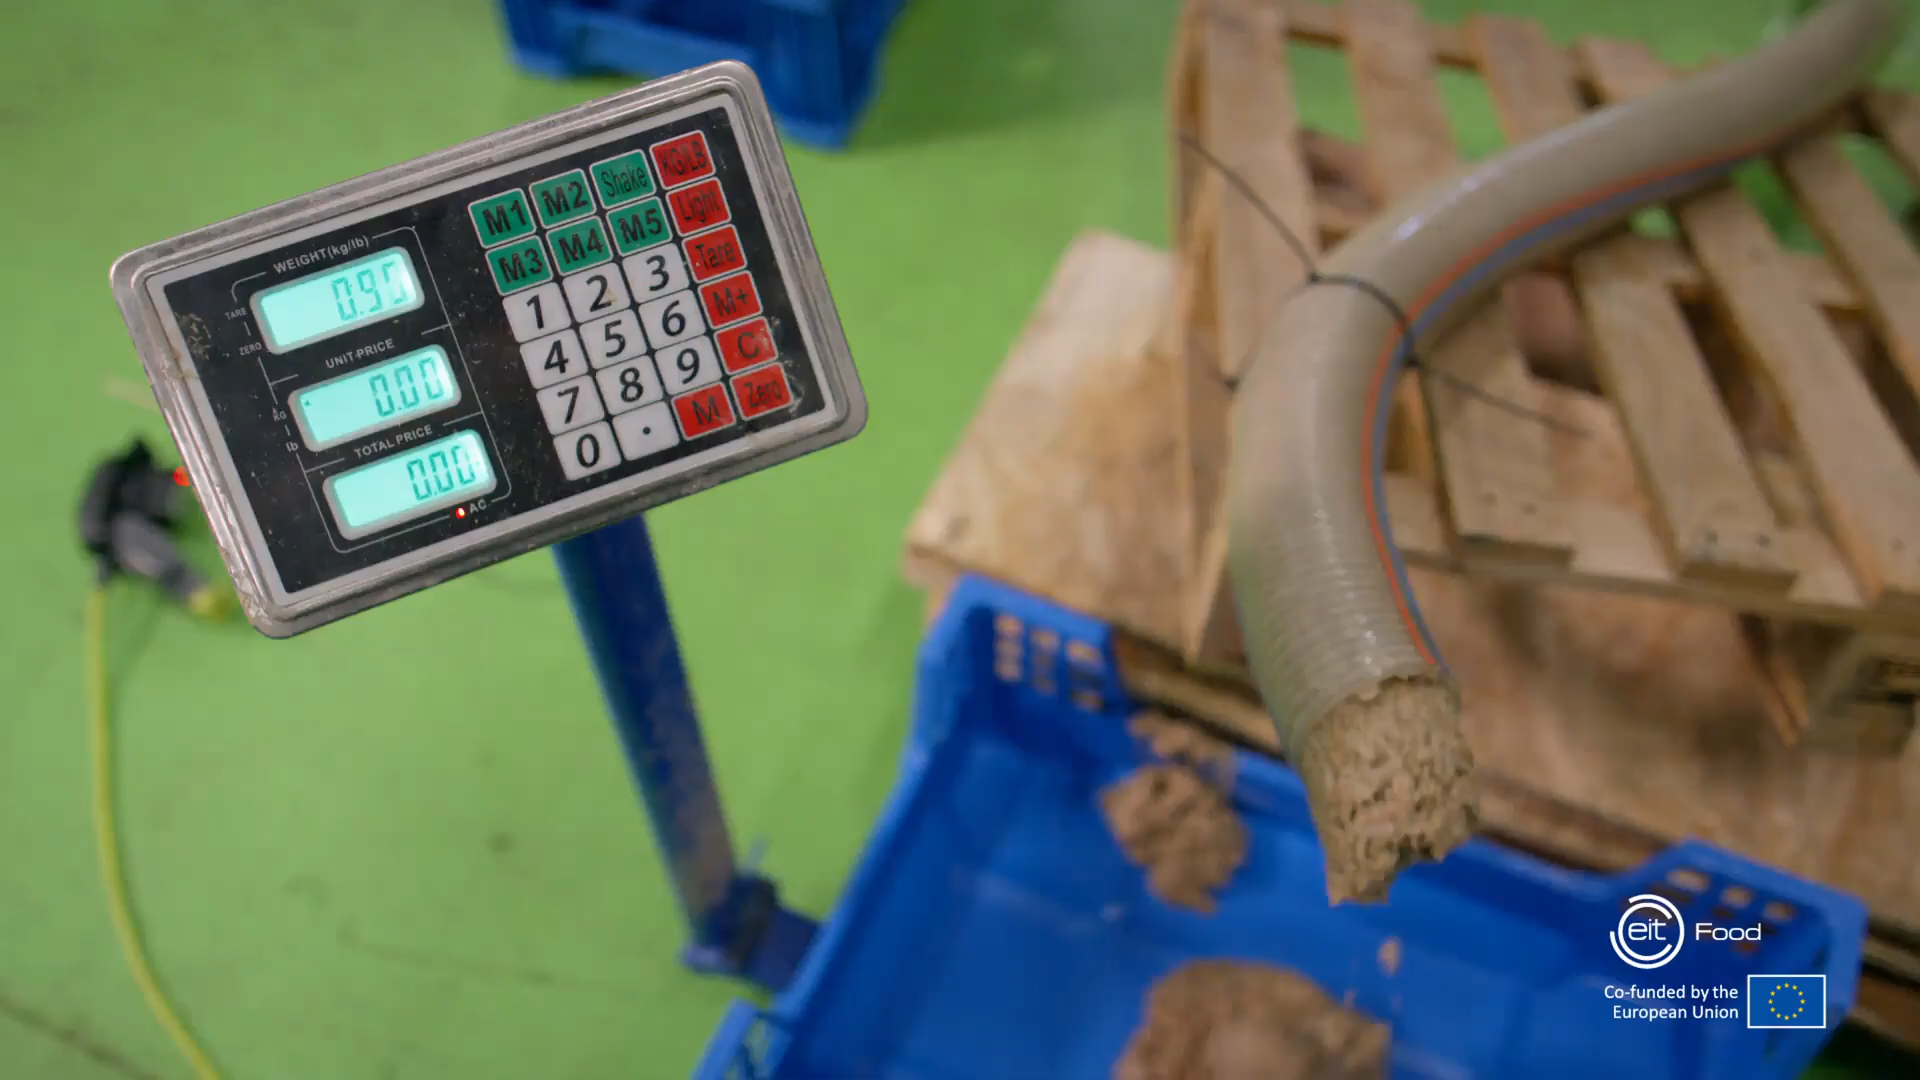 WEIGHT(kg/lb)
TARE
ZERO
UNIT PRICE
0.00
KG
lb
TOTAL PRICE
0.00
AC
M1 M2 Shake KG/LB
M3 M4 M5 Light
1 2 3 Tare
4 5 6 M+
7 8 9 C
0 . M Zero
eit Food
Co-funded by the
European Union